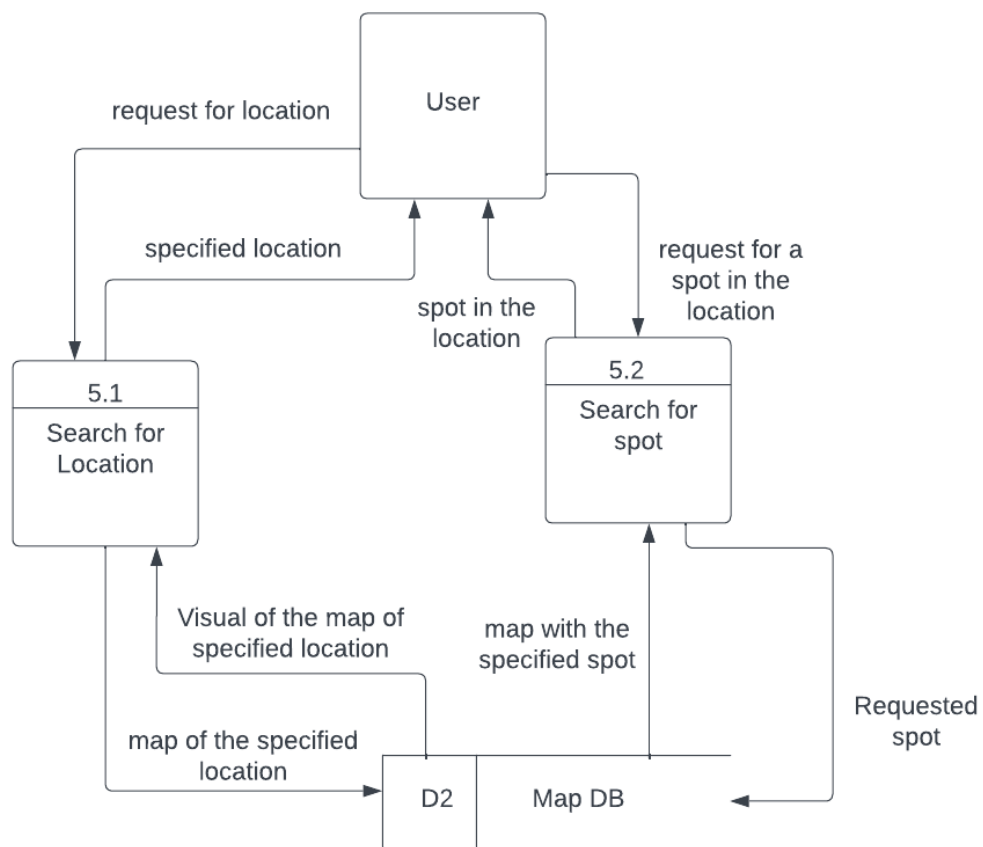 User
request for location
specified location
request for a
spot in the
location
spot in the
location
5.1
Search for
Location
5.2
Search for
spot
Visual of the map of
specified location
map with the
specified spot
Requested
spot
map of the specified
location
D2
Map DB